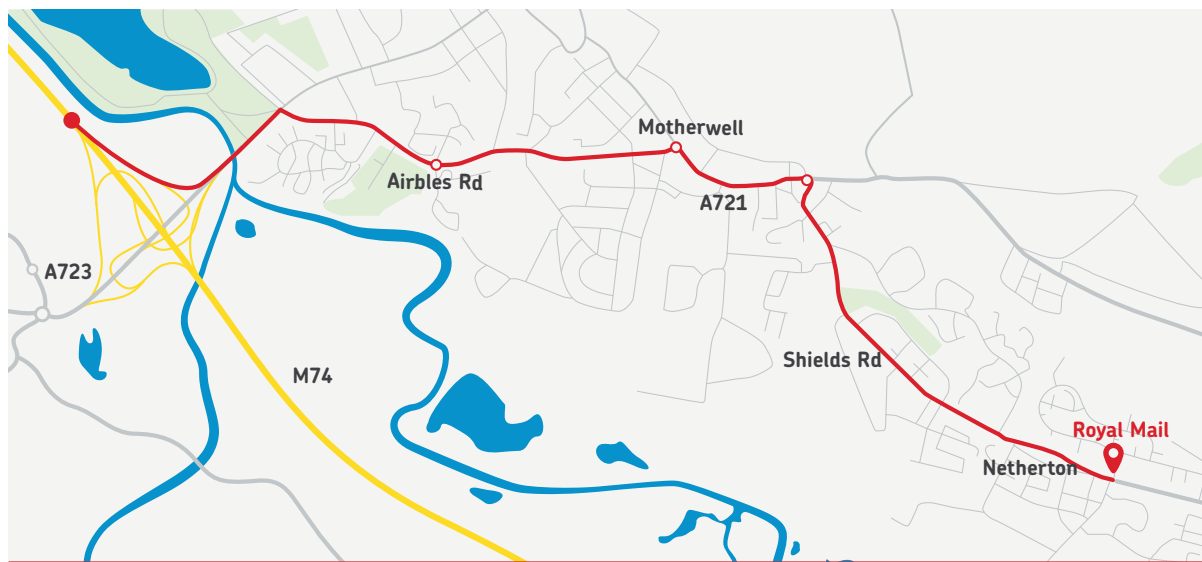 Motherwell
Airbles Rd
A721
A723
Shields Rd
M74
Royal Mail
Netherton